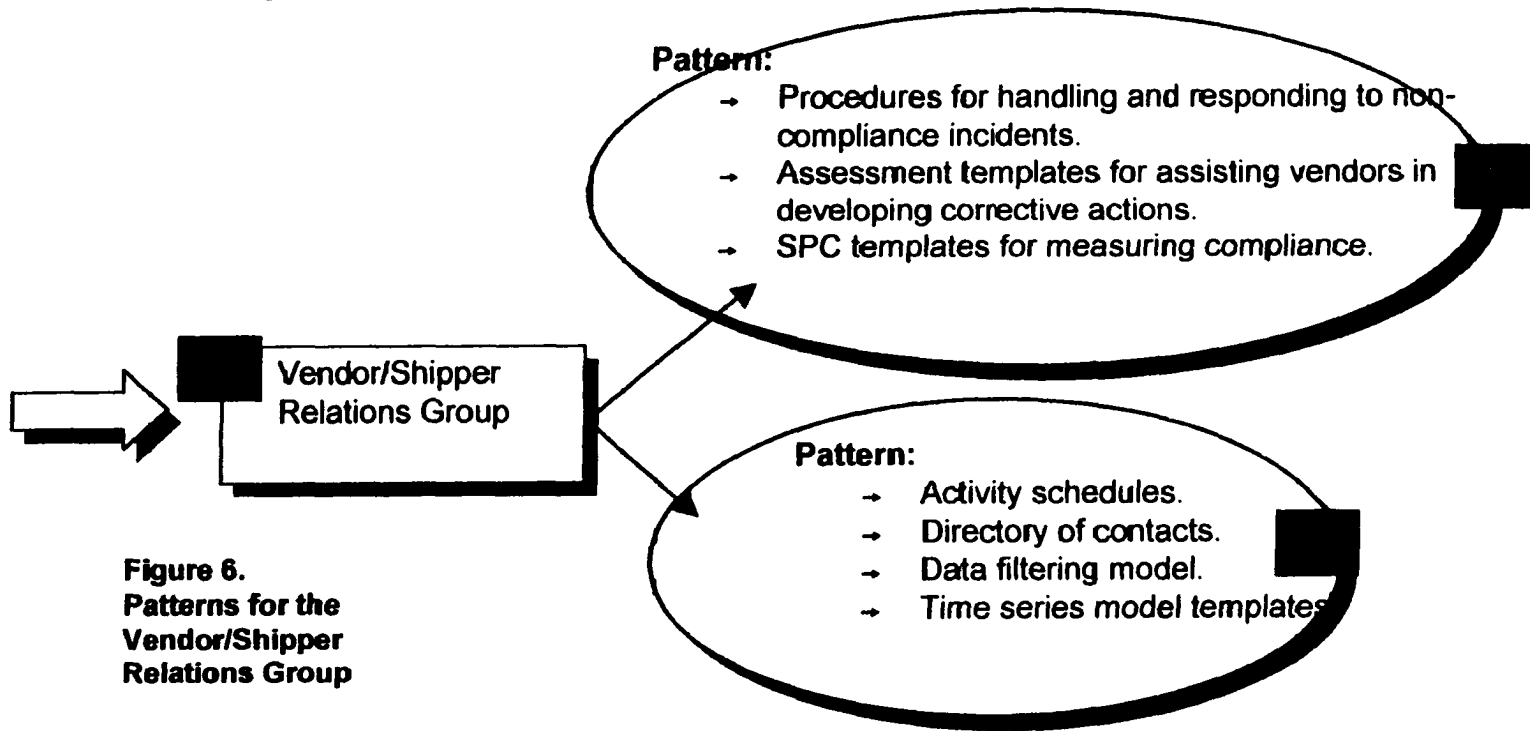 Pattern:
→ Procedures for handling and responding to non-
compliance incidents.
→ Assessment templates for assisting vendors in
developing corrective actions.
→ SPC templates for measuring compliance.
Vendor/Shipper
Relations Group
Pattern:
→ Activity schedules.
→ Directory of contacts.
→ Data filtering model.
→ Time series model templates
Figure 6.
Patterns for the
Vendor/Shipper
Relations Group